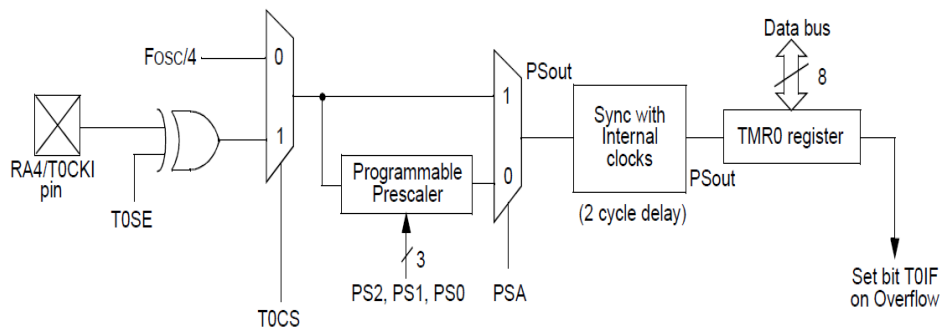 Data bus
8
FOSC/4
0
PSout
1
Sync with
Internal
clocks
TMR0 register
1
RA4/T0CKI
pin
Programmable
Prescaler
0
PSout
T0SE
(2 cycle delay)
3
PS2, PS1, PS0
PSA
T0CS
Set bit T0IF
on Overflow